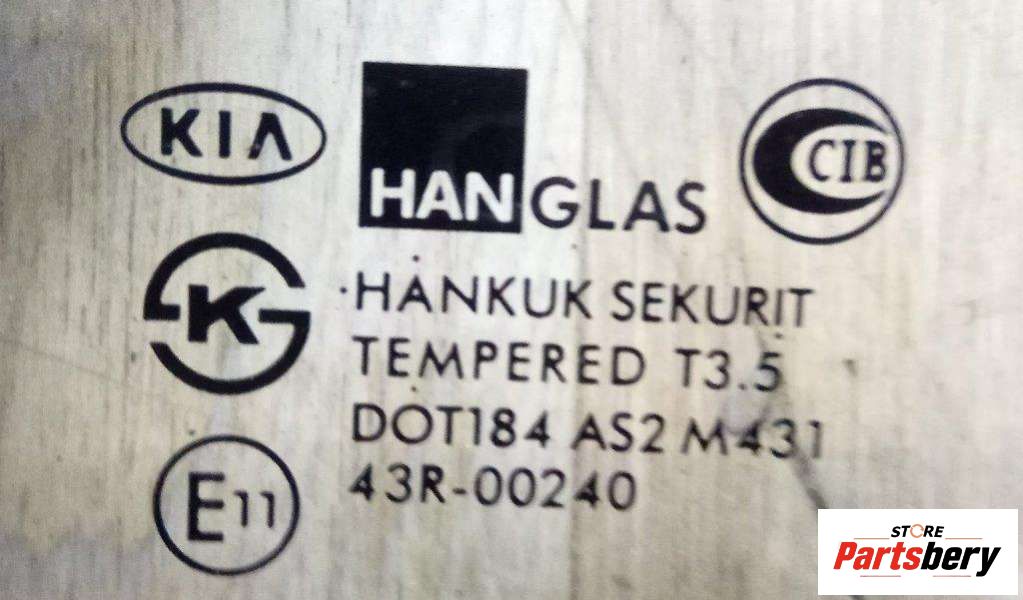 KIA
HANGLAS
CIB
K
HANKUK SEKURIT
TEMPERED T3.5
DOT184 AS2 M431
E11
43R-00240
STORE
Partsbery